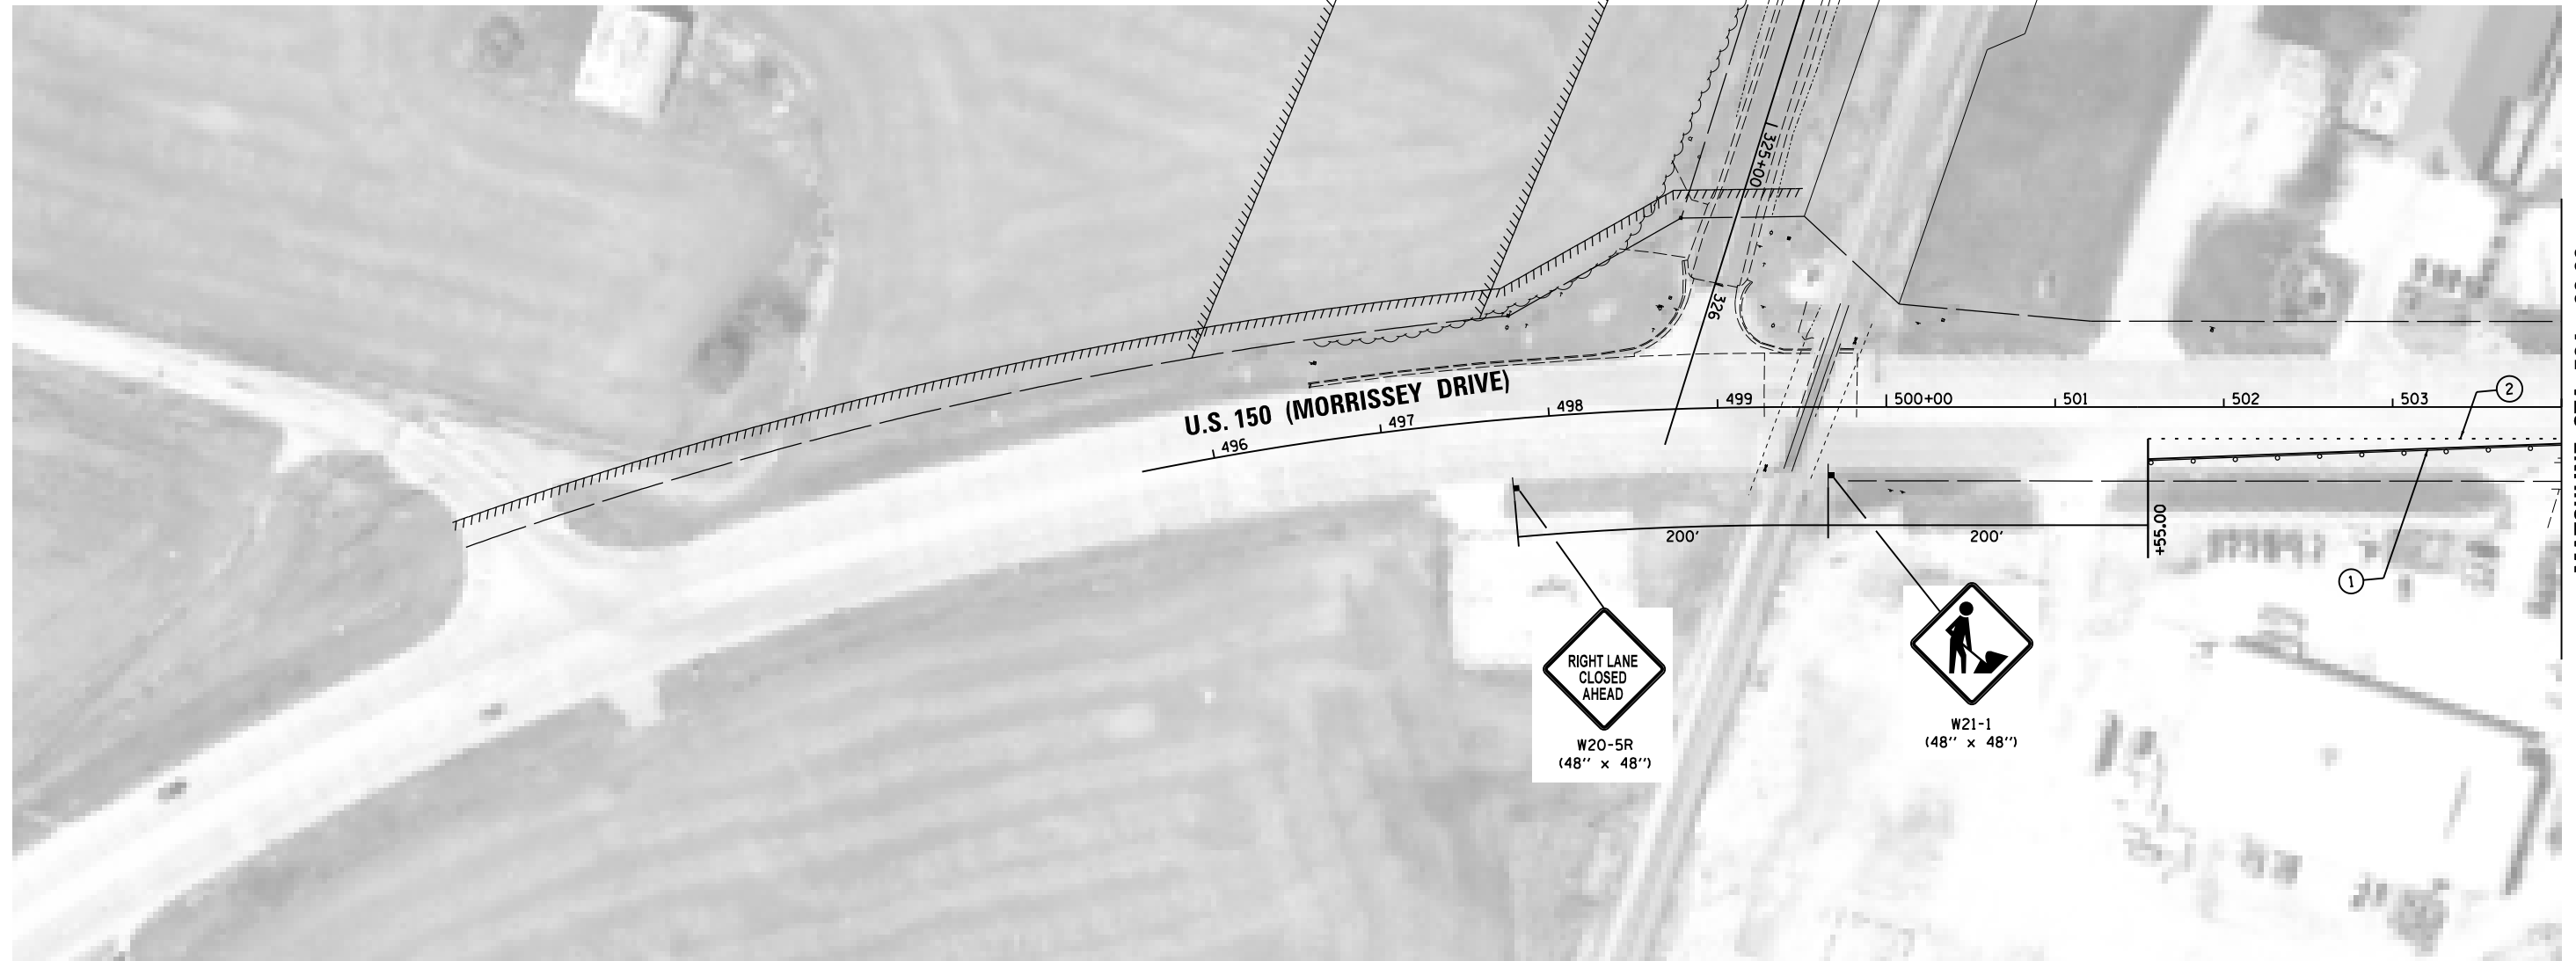 325+00
326
U.S. 150 (MORRISSEY DRIVE)
496
497
498
499
500+00
501
502
503
2
1
200'
200'
+55.00
RIGHT LANE
CLOSED
AHEAD
W20-5R
(48'' x 48'')
W21-1
(48'' x 48'')